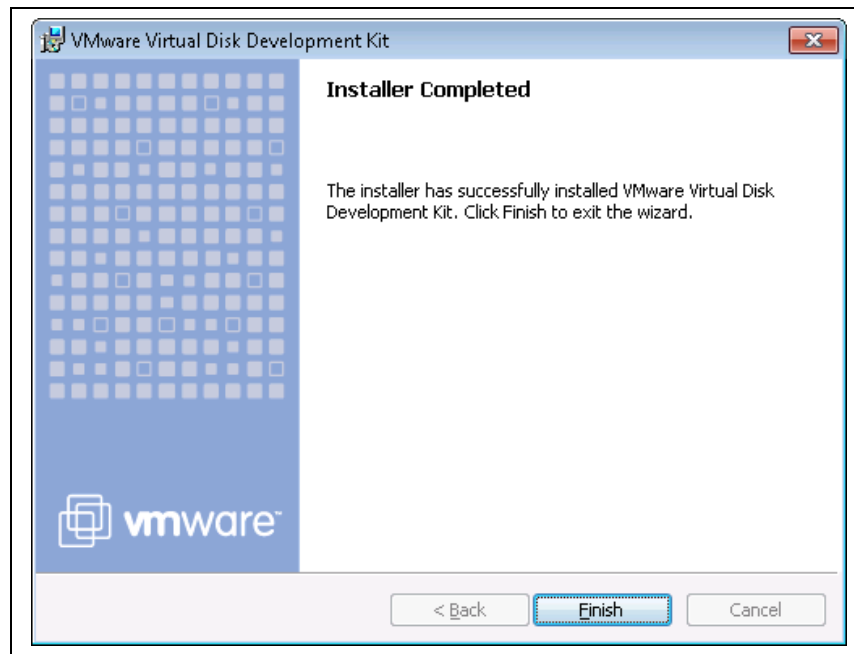 VMware Virtual Disk Development Kit
Installer Completed
The installer has successfully installed VMware Virtual Disk
Development Kit. Click Finish to exit the wizard.
vmware™
< Back
Finish
Cancel